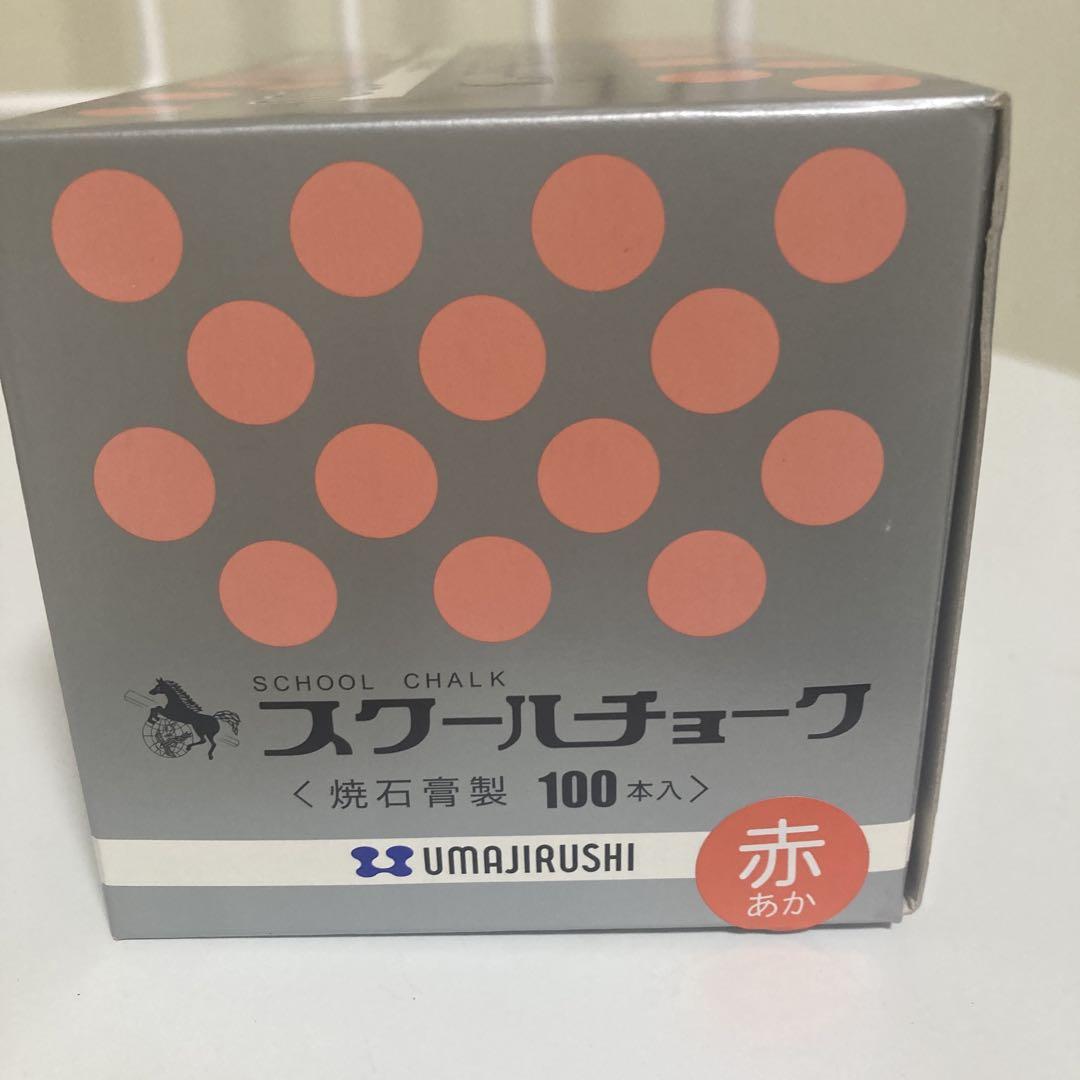 SCHOOL CHALK
スクールチョーク
〈焼石膏製 100本入〉
UMAJIRUSHI
赤
あか